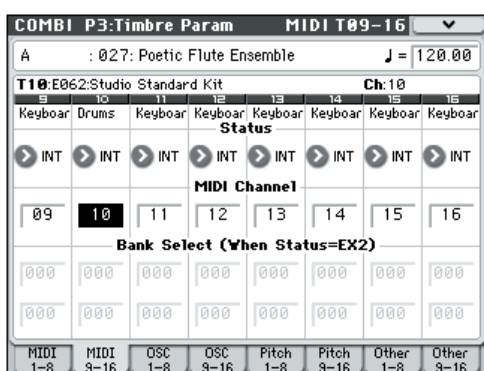 COMBI P3:Timbre Param MIDI T09-16
A : 027: Poetic Flute Ensemble ♩= 120.00
T10:E062:Studio Standard Kit Ch:10
9 10 11 12 13 14 15 16
Keyboar Drums Keyboar Keyboar Keyboar Keyboar Keyboar Keyboar
Status
INT INT INT INT INT INT INT INT
MIDI Channel
09 10 11 12 13 14 15 16
Bank Select (When Status=EX2)
000 000 000 000 000 000 000 000
000 000 000 000 000 000 000 000
MIDI MIDI OSC OSC Pitch Pitch Other Other
1-8 9-16 1-8 9-16 1-8 9-16 1-8 9-16